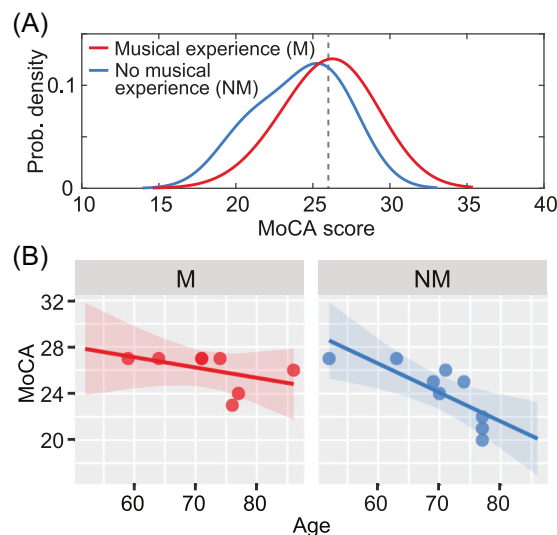 (A)
Musical experience (M)
No musical
experience (NM)
Prob. density
0.1
0
10 15 20 25 30 35 40
MoCA score
(B)
M NM
MoCA
32
28
24
20
60 70 80 60 70 80
Age